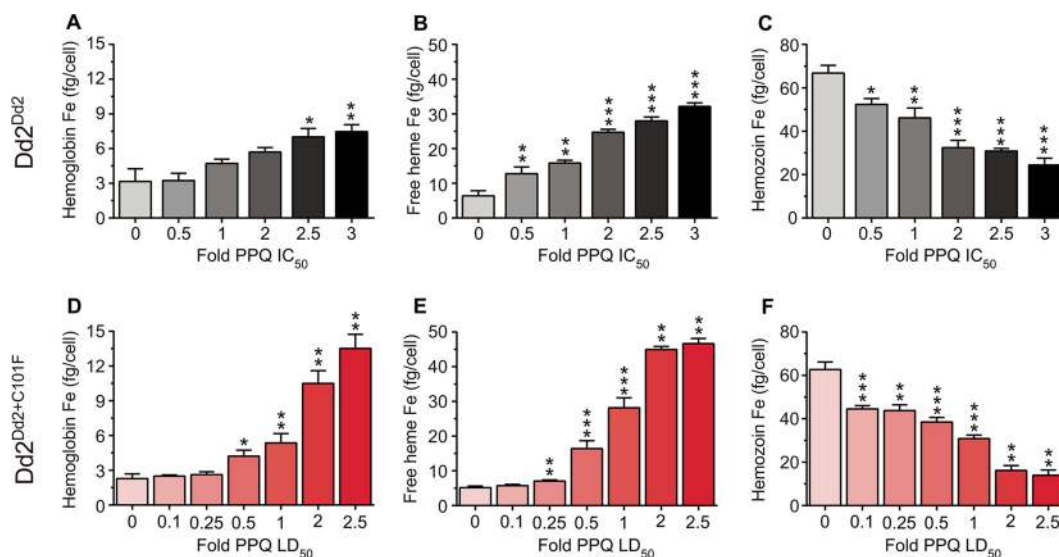 A
Hemoglobin Fe (fg/cell)
15
12
9
6
3
0
* 
**
0 0.5 1 2 2.5 3
Fold PPQ IC50
B
Free heme Fe (fg/cell)
50
40
30
20
10
0
**
**
***
***
***
0 0.5 1 2 2.5 3
Fold PPQ IC50
C
Hemozoin Fe (fg/cell)
80
60
40
20
0
*
**
***
***
***
0 0.5 1 2 2.5 3
Fold PPQ IC50
Dd2Dd2
D
Hemoglobin Fe (fg/cell)
15
12
9
6
3
0
*
**
**
**
0 0.1 0.25 0.5 1 2 2.5
Fold PPQ LD50
E
Free heme Fe (fg/cell)
50
40
30
20
10
0
**
***
***
**
**
0 0.1 0.25 0.5 1 2 2.5
Fold PPQ LD50
F
Hemozoin Fe (fg/cell)
80
60
40
20
0
***
**
***
***
**
**
0 0.1 0.25 0.5 1 2 2.5
Fold PPQ LD50
Dd2Dd2+C101F